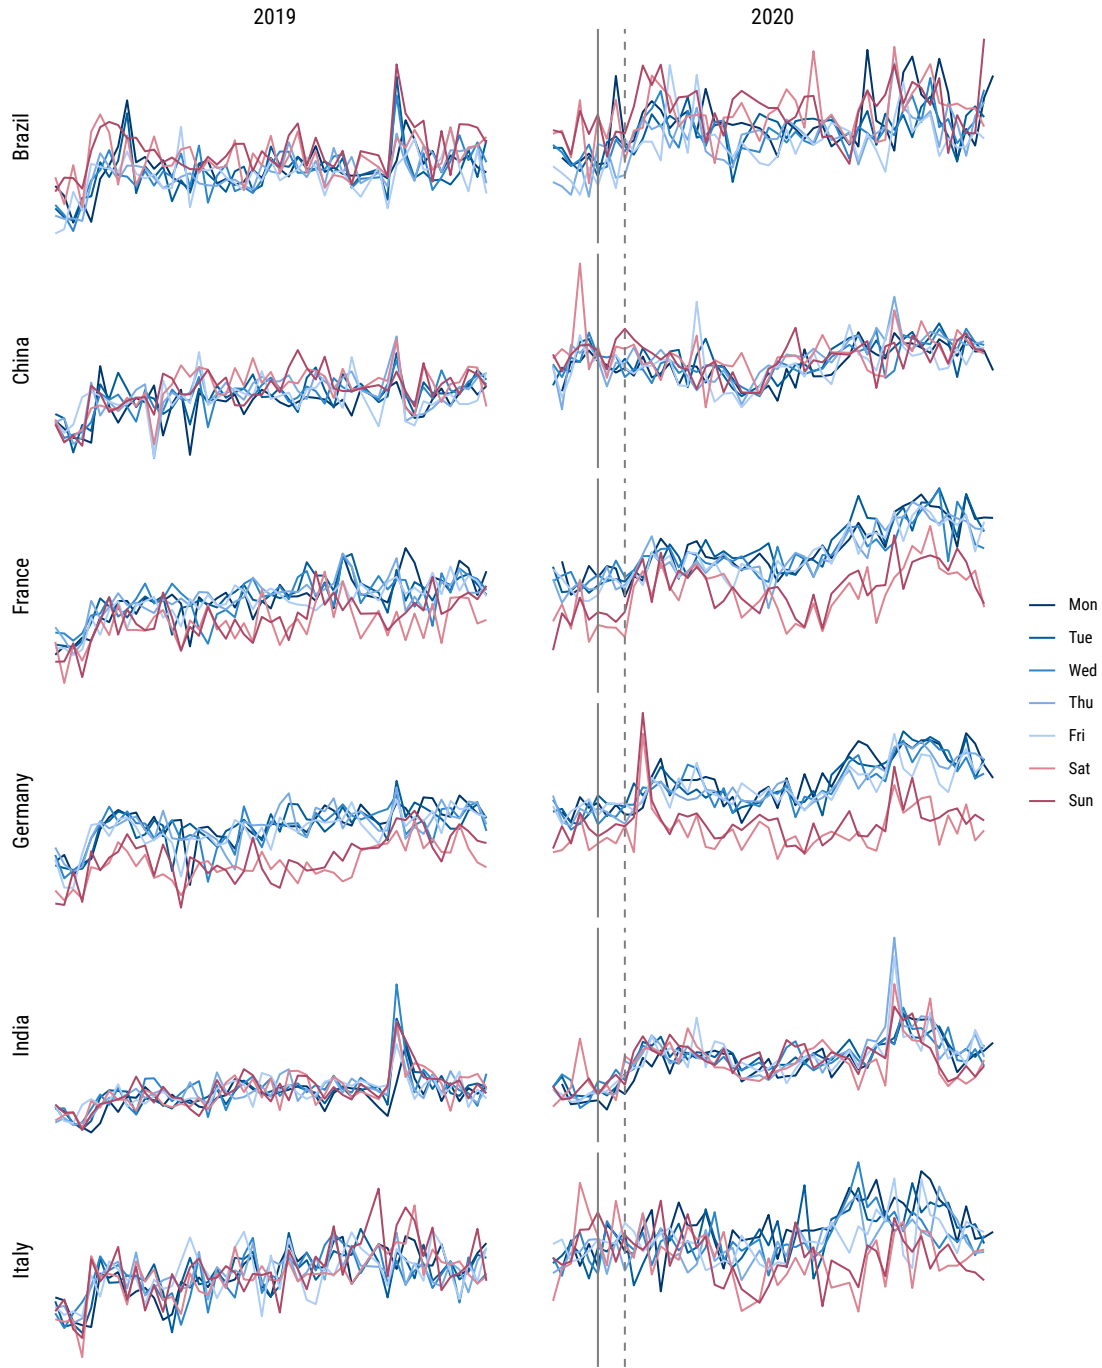 2019
2020
Brazil
China
France
Germany
India
Italy
Mon
Tue
Wed
Thu
Fri
Sat
Sun